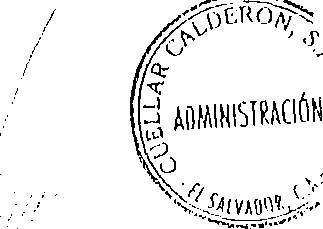 CUELLAR CALDERON, S.
ADMINISTRACIÓN
EL SALVADOR, C.A.